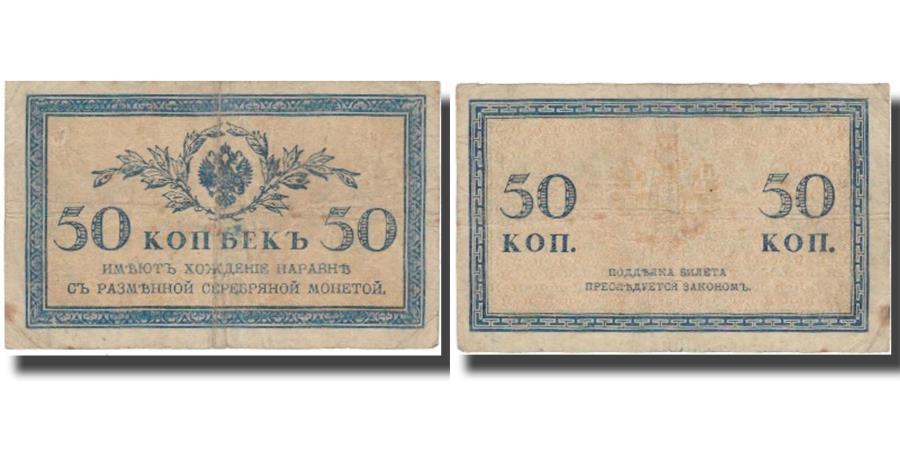 50 КОПѢЕКЪ 50
ИМѢЮТЪ ХОЖДЕНІЕ НАРАВНѢ
СЪ РАЗМѢННОЙ СЕРЕБРЯНОЙ МОНЕТОЙ.
50 50
КОП. КОП.
ПОДДѢЛКА БИЛЕТА
ПРЕСЛѢДУЕТСЯ ЗАКОНОМЪ.